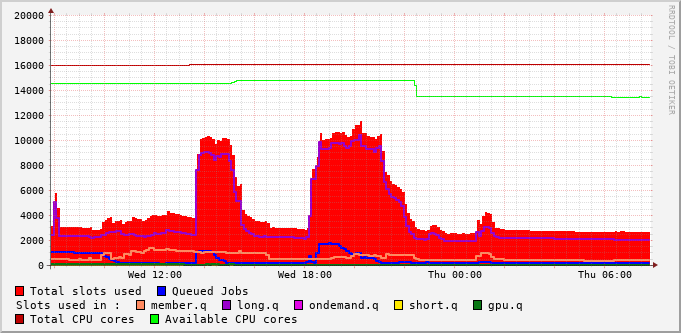 20000
18000
16000
14000
12000
10000
8000
6000
4000
2000
0
Wed 12:00 Wed 18:00 Thu 00:00 Thu 06:00
RRDTOOL / TOBI OETIKER
Total slots used Queued Jobs
Slots used in : member.q long.q ondemand.q short.q gpu.q
Total CPU cores Available CPU cores